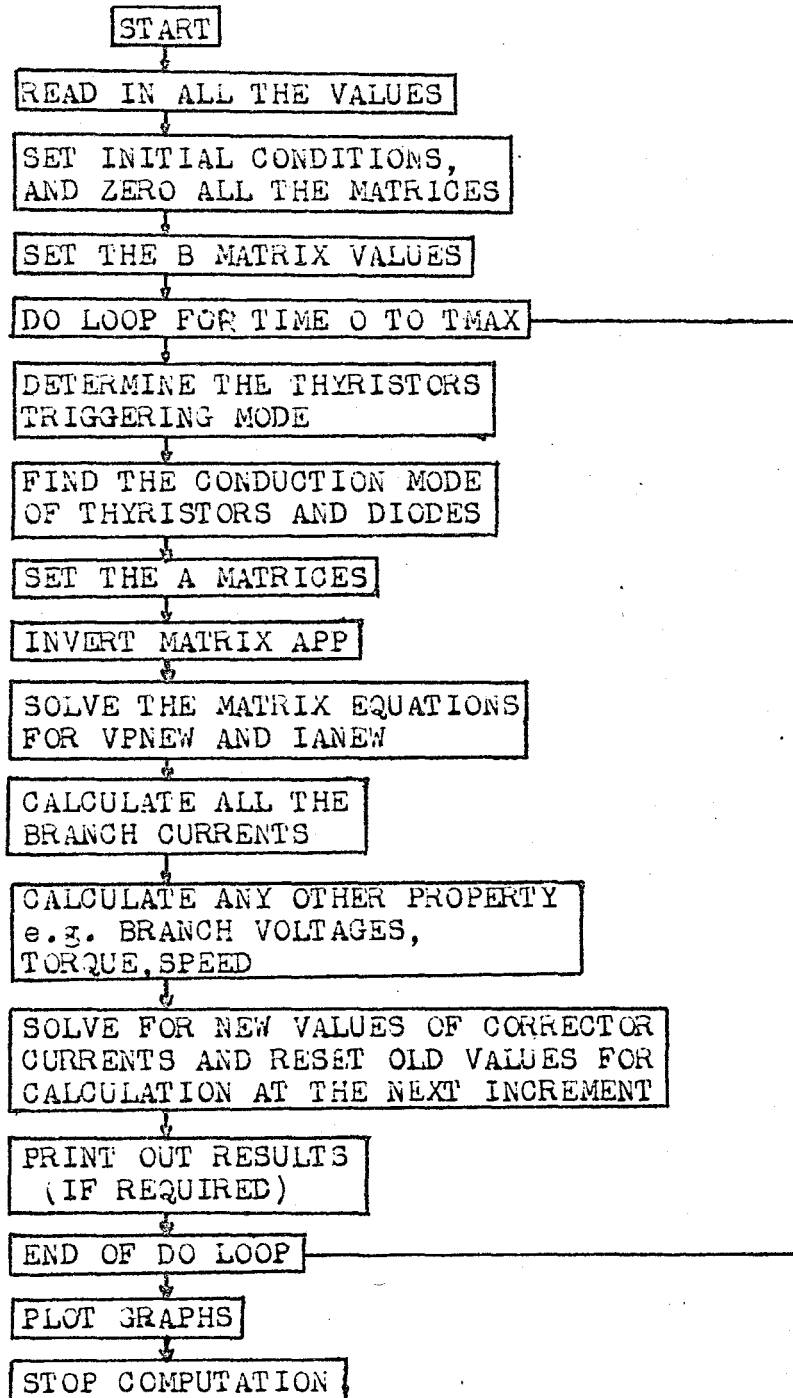 START
READ IN ALL THE VALUES
SET INITIAL CONDITIONS,
AND ZERO ALL THE MATRICES
SET THE B MATRIX VALUES
DO LOOP FOR TIME 0 TO TMAX
DETERMINE THE THYRISTORS
TRIGGERING MODE
FIND THE CONDUCTION MODE
OF THYRISTORS AND DIODES
SET THE A MATRICES
INVERT MATRIX APP
SOLVE THE MATRIX EQUATIONS
FOR VPNEW AND IANEW
CALCULATE ALL THE
BRANCH CURRENTS
CALCULATE ANY OTHER PROPERTY
e.g. BRANCH VOLTAGES,
TORQUE,SPEED
SOLVE FOR NEW VALUES OF CORRECTOR
CURRENTS AND RESET OLD VALUES FOR
CALCULATION AT THE NEXT INCREMENT
PRINT OUT RESULTS
(IF REQUIRED)
END OF DO LOOP
PLOT GRAPHS
STOP COMPUTATION